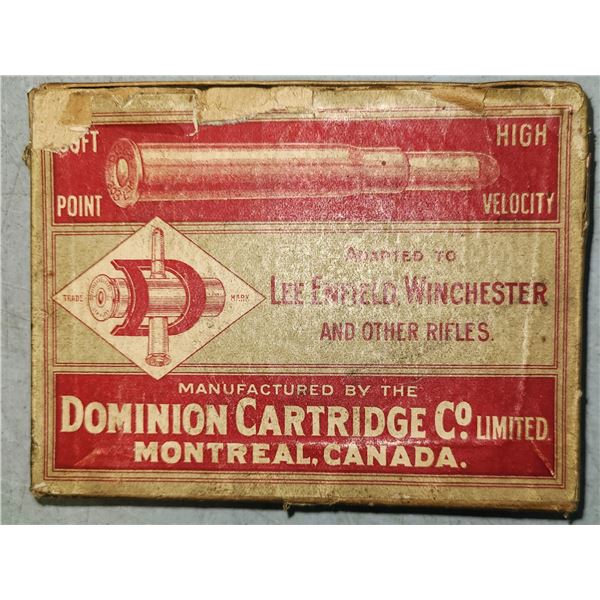 SOFT POINT
HIGH VELOCITY
TRADE MARK
ADAPTED TO
LEE ENFIELD, WINCHESTER
AND OTHER RIFLES.
MANUFACTURED BY THE
DOMINION CARTRIDGE CO. LIMITED.
MONTREAL, CANADA.